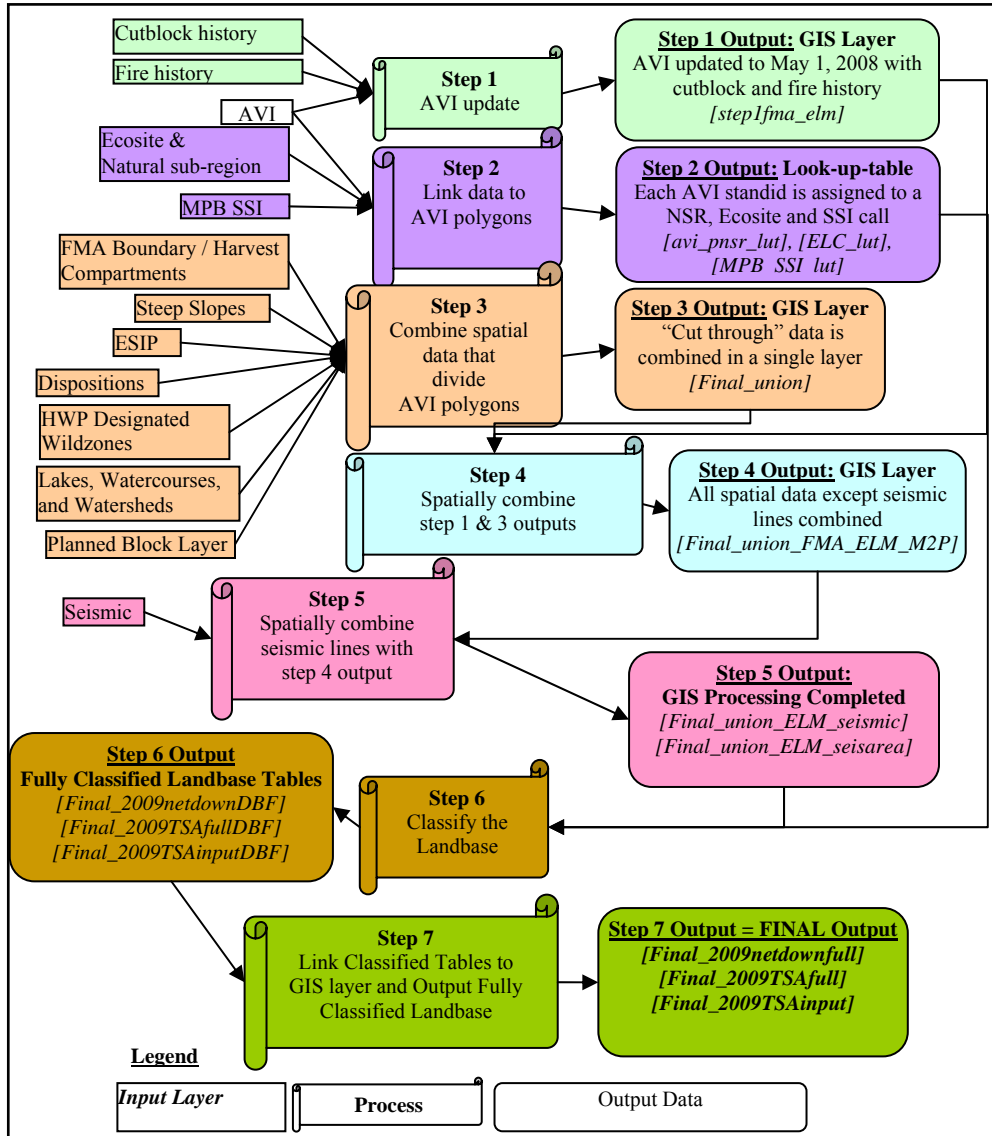 Cutblock history
Fire history
AVI
Step 1
AVI update
Step 1 Output: GIS Layer
AVI updated to May 1, 2008 with
cutblock and fire history
[step1fma_elm]
Ecosite &
Natural sub-region
MPB SSI
Step 2
Link data to
AVI polygons
Step 2 Output: Look-up-table
Each AVI standid is assigned to a
NSR, Ecosite and SSI call
[avi_pnsr_lut], [ELC_lut],
[MPB_SSI_lut]
FMA Boundary / Harvest
Compartments
Steep Slopes
ESIP
Dispositions
HWP Designated
Wildzones
Lakes, Watercourses,
and Watersheds
Planned Block Layer
Step 3
Combine spatial
data that
divide
AVI polygons
Step 3 Output: GIS Layer
“Cut through” data is
combined in a single layer
[Final_union]
Step 4
Spatially combine
step 1 & 3 outputs
Step 4 Output: GIS Layer
All spatial data except seismic
lines combined
[Final_union_FMA_ELM_M2P]
Seismic
Step 5
Spatially combine
seismic lines with
step 4 output
Step 5 Output:
GIS Processing Completed
[Final_union_ELM_seismic]
[Final_union_ELM_seisarea]
Step 6 Output
Fully Classified Landbase Tables
[Final_2009netdownDBF]
[Final_2009TSAfullDBF]
[Final_2009TSAinputDBF]
Step 6
Classify the
Landbase
Step 7
Link Classified Tables to
GIS layer and Output Fully
Classified Landbase
Step 7 Output = FINAL Output
[Final_2009netdownfull]
[Final_2009TSAfull]
[Final_2009TSAinput]
Legend
Input Layer
Process
Output Data